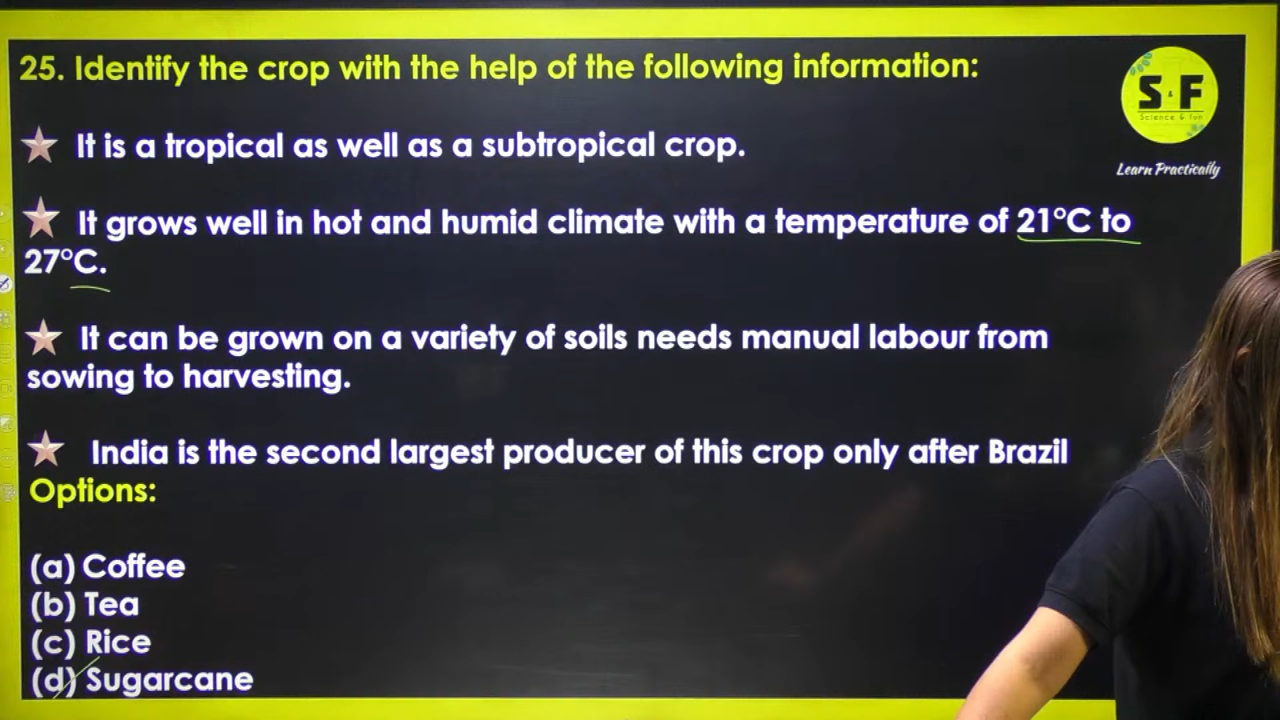 25. Identify the crop with the help of the following information:
S&F
Science & fun
Learn Practically
It is a tropical as well as a subtropical crop.
It grows well in hot and humid climate with a temperature of 21°C to
27°C.
It can be grown on a variety of soils needs manual labour from
sowing to harvesting.
India is the second largest producer of this crop only after Brazil
Options:
(a) Coffee
(b) Tea
(c) Rice
(d) Sugarcane